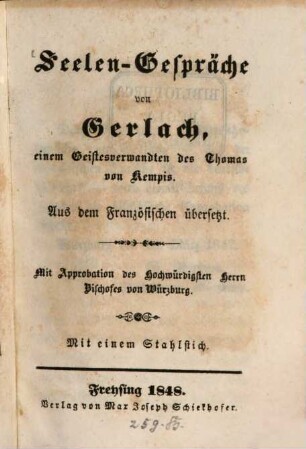 Seelen-Gespräche
von
Gerlach,
einem Geistesverwandten des Thomas
von Kempis.
Aus dem Französischen übersetzt.
Mit Approbation des Hochwürdigsten Herrn
Bischofes von Würzburg.
Mit einem Stahlstich.
Freysing 1848.
Verlag von Max Joseph Schiekhofer.